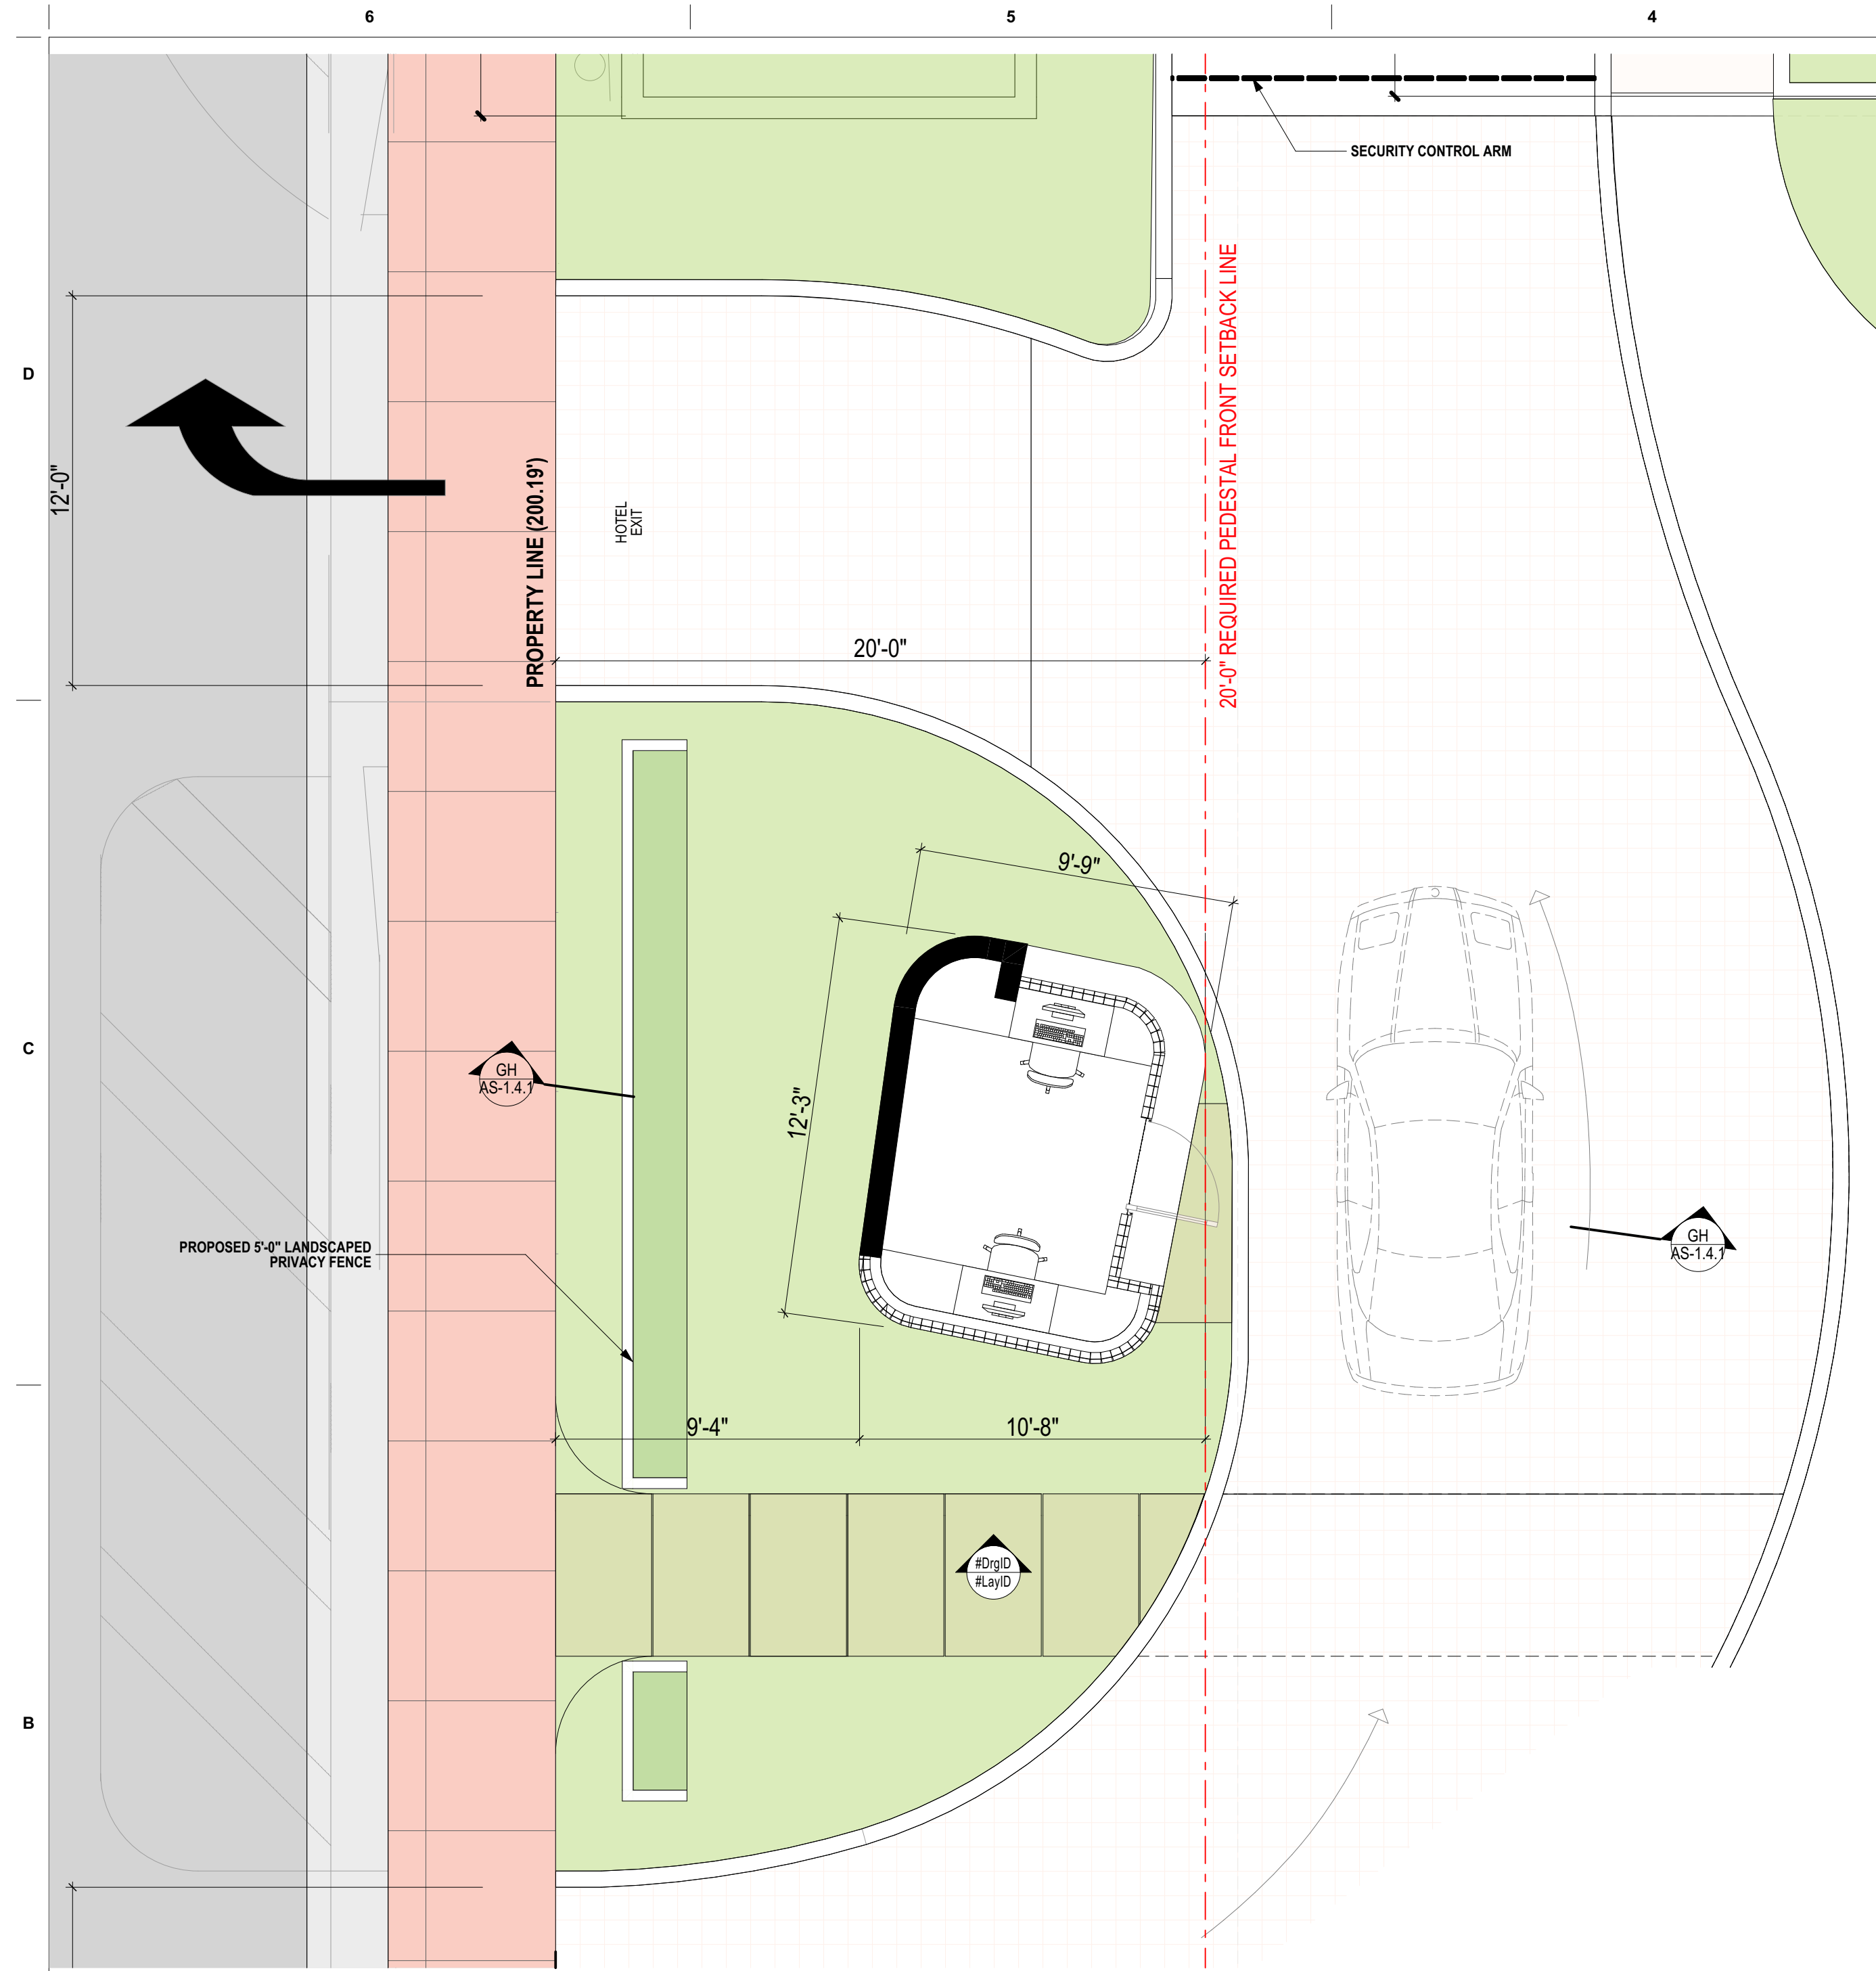 6
5
4
SECURITY CONTROL ARM
D
12'-0"
PROPERTY LINE (200.19')
HOTEL
EXIT
20'-0" REQUIRED PEDESTAL FRONT SETBACK LINE
20'-0"
9'-9"
C
GH
AS-1.4.1
12'-3"
PROPOSED 5'-0" LANDSCAPED
PRIVACY FENCE
GH
AS-1.4.1
9'-4"
10'-8"
#DrgID
#LayID
B